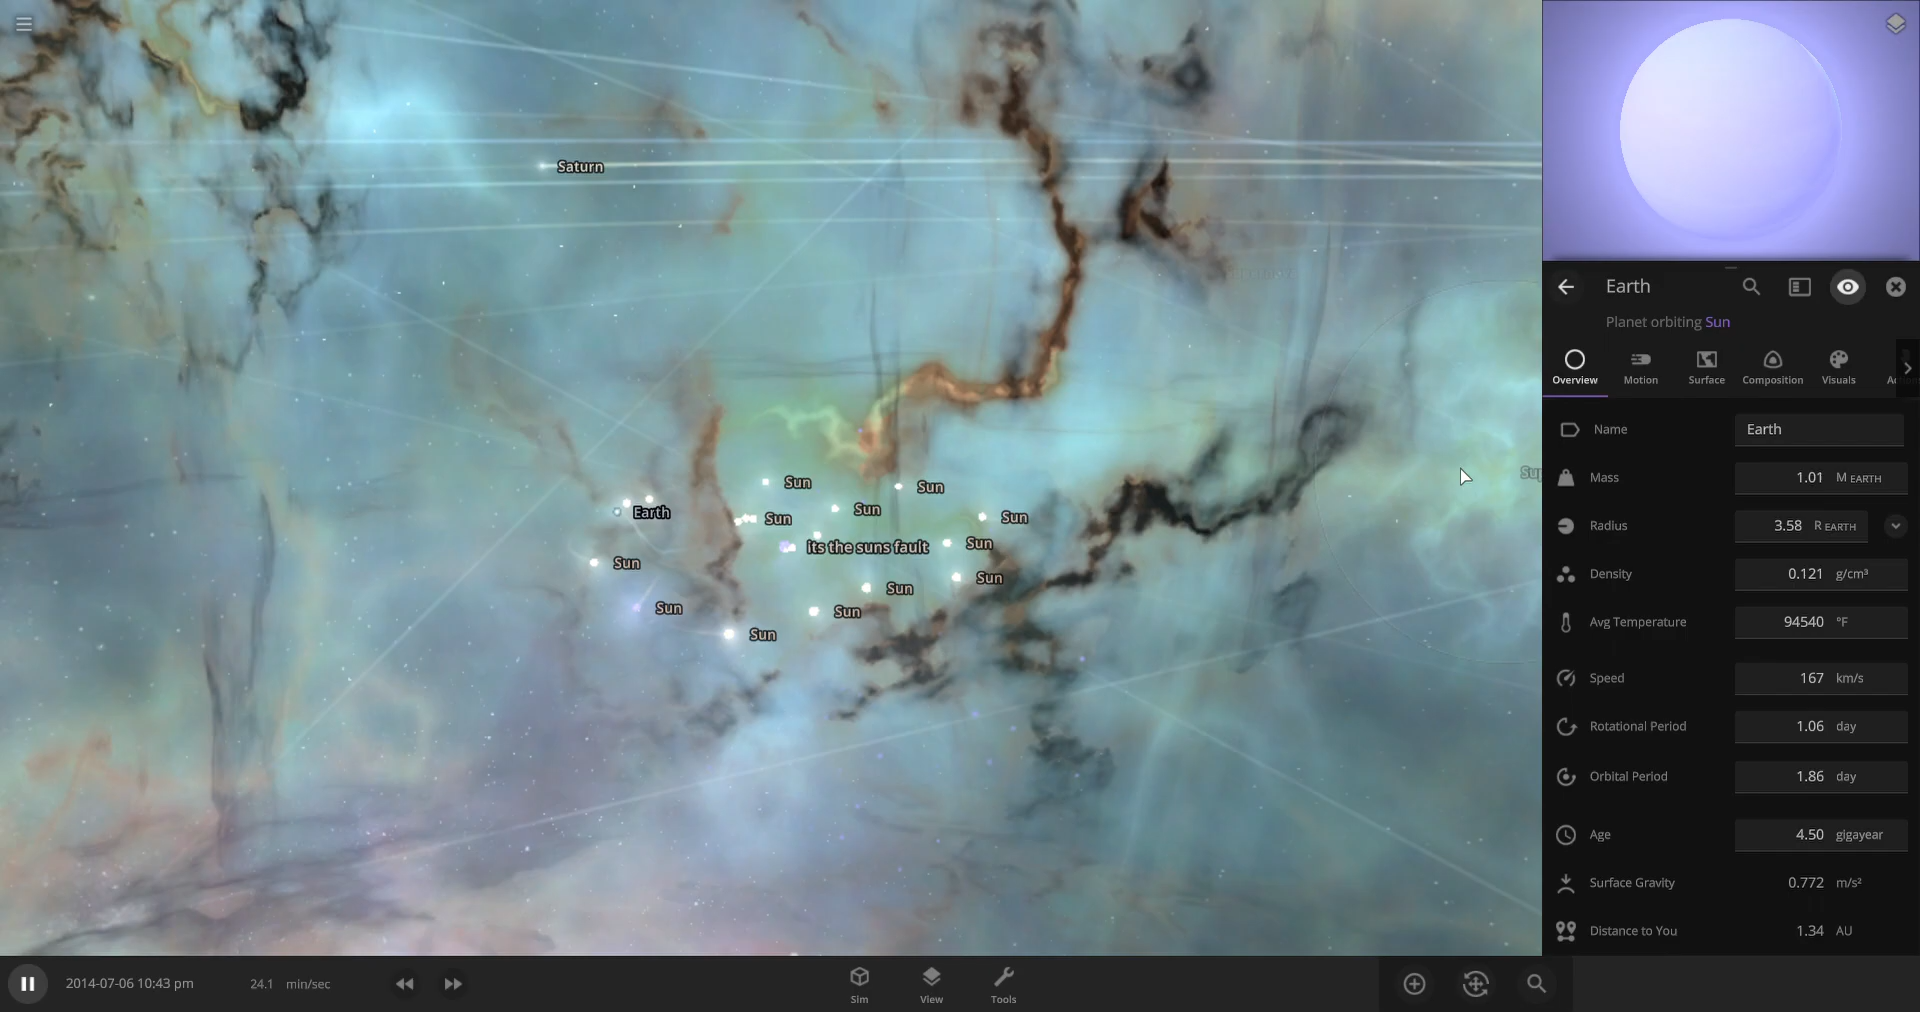 Saturn
Sun
Sun
Sun
Earth
Sun
Sun
Sun
its the suns fault
Sun
Sun
Sun
Sun
Sun
Sun
Sun
Earth
Planet orbiting Sun
Overview
Motion
Surface
Composition
Visuals
Name
Earth
Mass
1.01 M EARTH
Radius
3.58 R EARTH
Density
0.121 g/cm³
Avg Temperature
94540 °F
Speed
167 km/s
Rotational Period
1.06 day
Orbital Period
1.86 day
Age
4.50 gigayear
Surface Gravity
0.772 m/s²
Distance to You
1.34 AU
2014-07-06 10:43 pm
24.1 min/sec
Sim
View
Tools